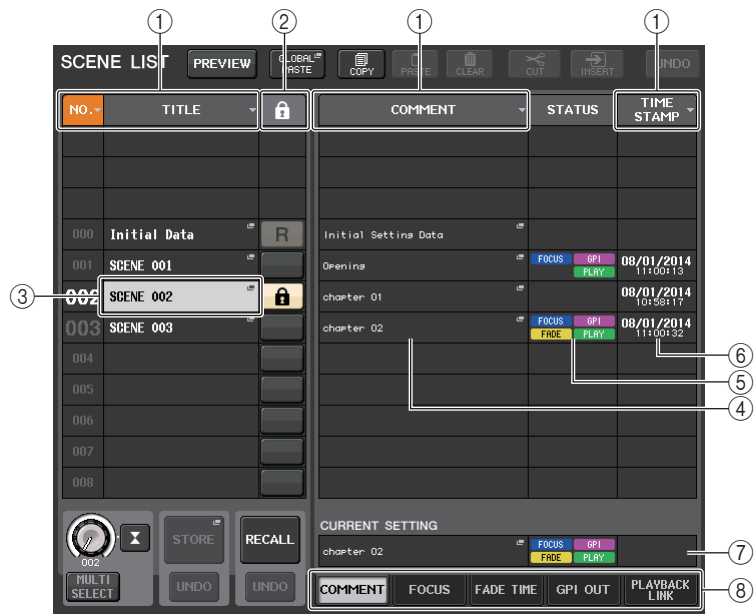 ① ② ① ①
SCENE LIST PREVIEW GLOBAL PASTE COPY PASTE CLEAR CUT INSERT UNDO
NO. TITLE COMMENT STATUS TIME STAMP
000 Initial Data R Initial Setting Data
001 SCENE 001 Opening FOCUS GPI PLAY 08/01/2014 11:00:13
③ 002 SCENE 002 chapter 01 08/01/2014 10:58:17
003 SCENE 003 chapter 02 FOCUS GPI FADE PLAY 08/01/2014 11:00:32
⑥
004
⑤
005
④
006
007
008
CURRENT SETTING
002 STORE RECALL chapter 02 FOCUS GPI FADE PLAY ⑦
MULTI SELECT UNDO UNDO COMMENT FOCUS FADE TIME GPI OUT PLAYBACK LINK ⑧